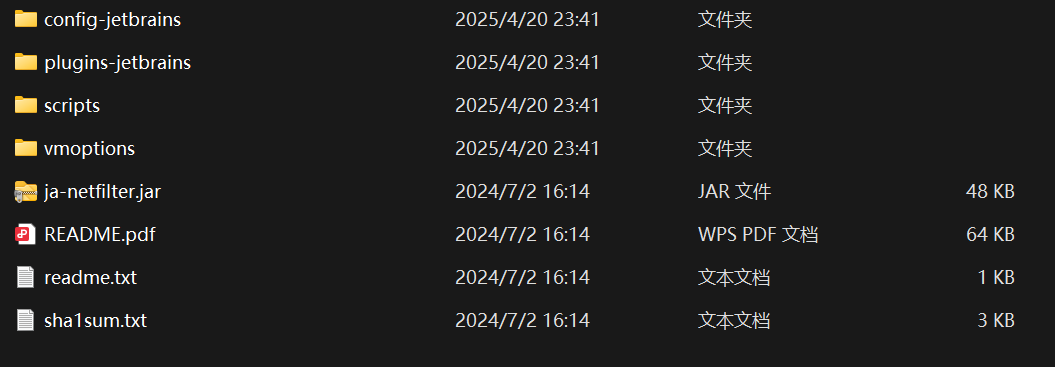 config-jetbrains 2025/4/20 23:41 文件夹
plugins-jetbrains 2025/4/20 23:41 文件夹
scripts 2025/4/20 23:41 文件夹
vmoptions 2025/4/20 23:41 文件夹
ja-netfilter.jar 2024/7/2 16:14 JAR 文件 48 KB
README.pdf 2024/7/2 16:14 WPS PDF 文档 64 KB
readme.txt 2024/7/2 16:14 文本文档 1 KB
sha1sum.txt 2024/7/2 16:14 文本文档 3 KB